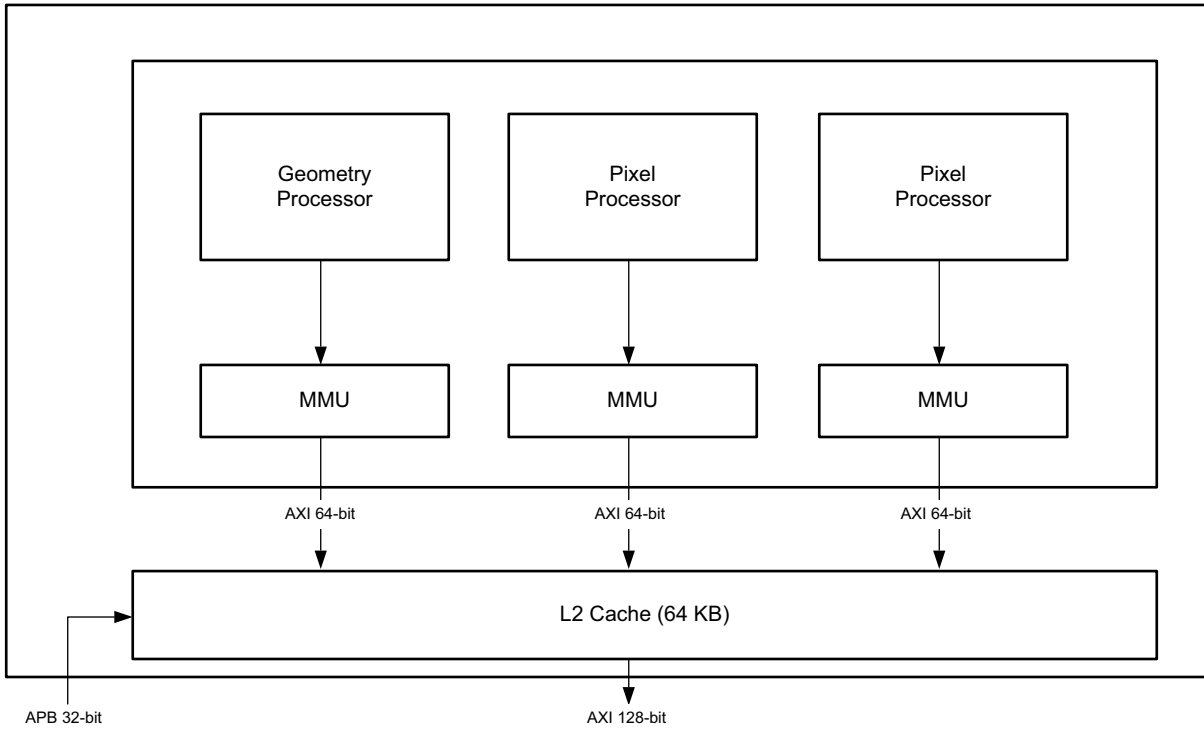 Geometry
Processor
Pixel
Processor
Pixel
Processor
MMU
MMU
MMU
AXI 64-bit
AXI 64-bit
AXI 64-bit
L2 Cache (64 KB)
APB 32-bit
AXI 128-bit